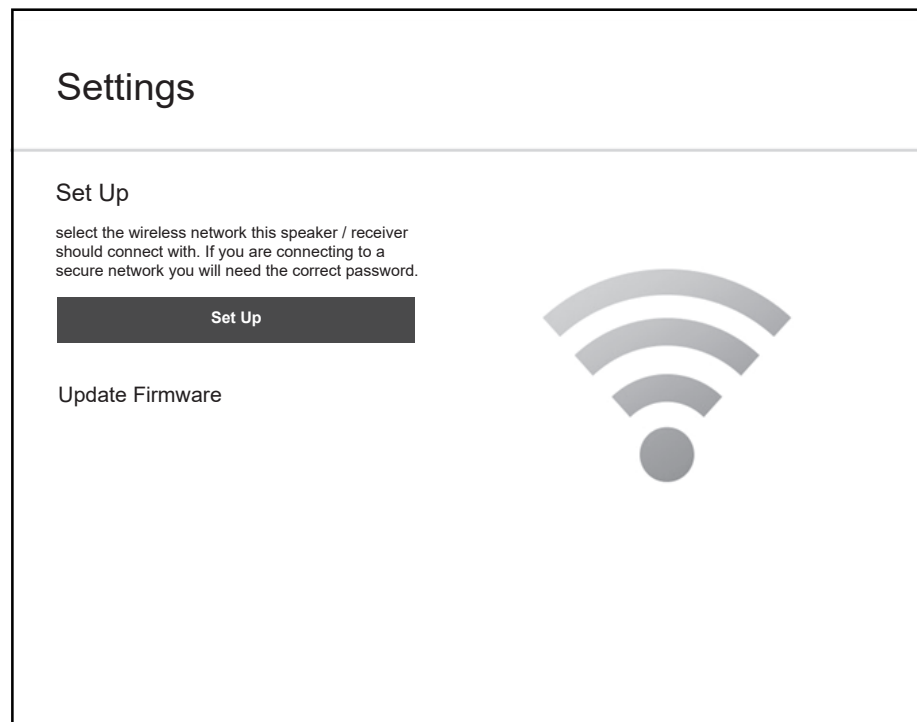 Settings
Set Up
select the wireless network this speaker / receiver
should connect with. If you are connecting to a
secure network you will need the correct password.
Set Up
Update Firmware